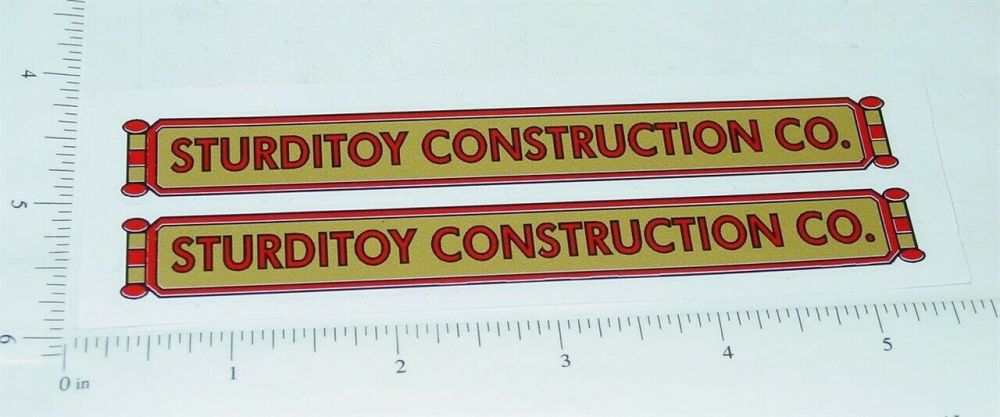 4
STURDITOY CONSTRUCTION CO.
5
STURDITOY CONSTRUCTION CO.
6
0 in 1 2 3 4 5